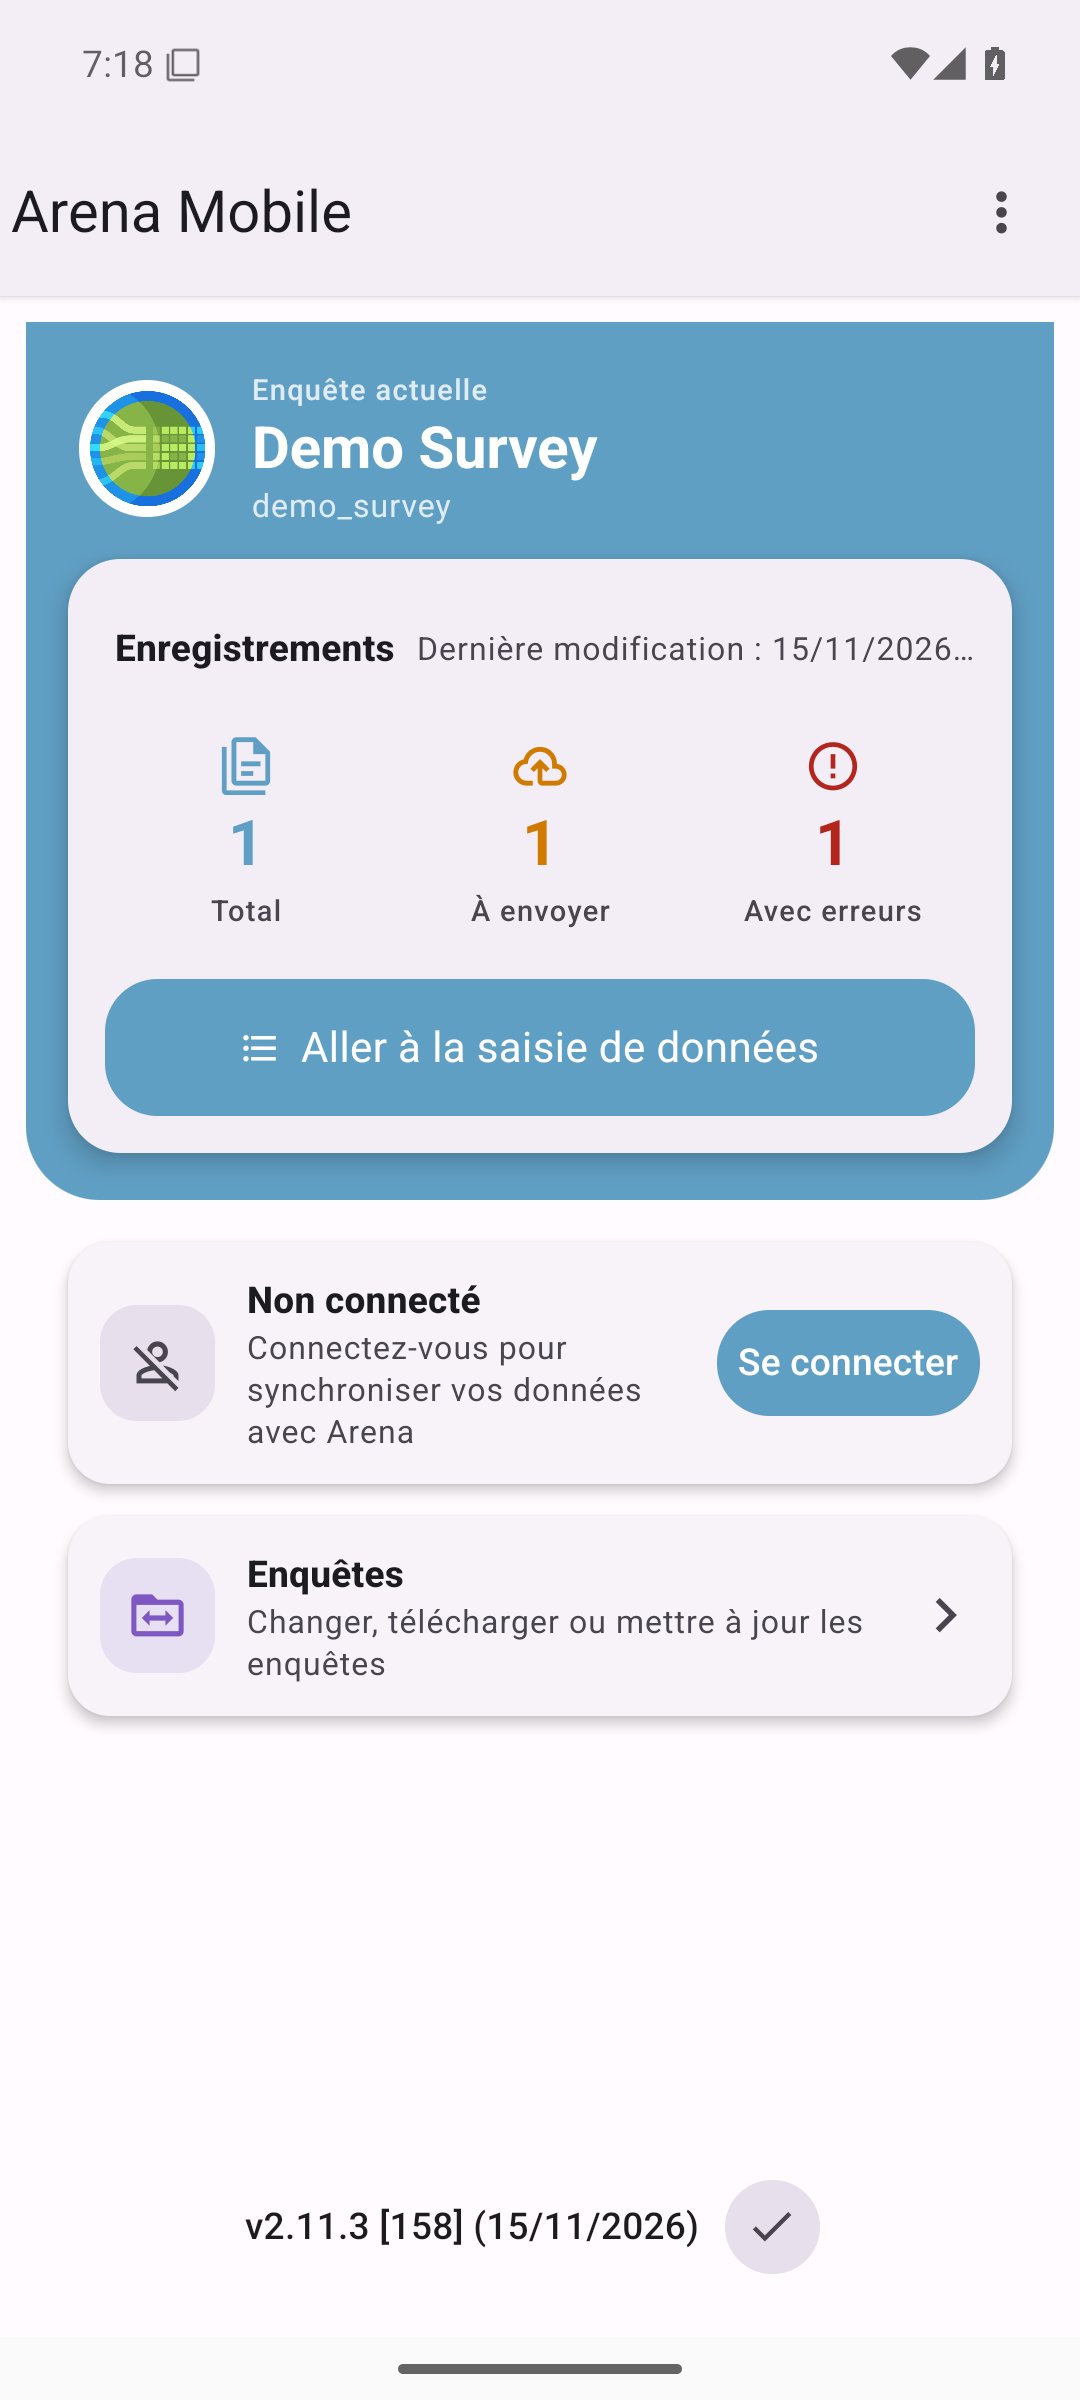 7:18
Arena Mobile
Enquête actuelle
Demo Survey
demo_survey
Enregistrements Dernière modification : 15/11/2026…
1 1 1
Total À envoyer Avec erreurs
Aller à la saisie de données
Non connecté
Connectez-vous pour
synchroniser vos données
avec Arena
Se connecter
Enquêtes
Changer, télécharger ou mettre à jour les
enquêtes
v2.11.3 [158] (15/11/2026)